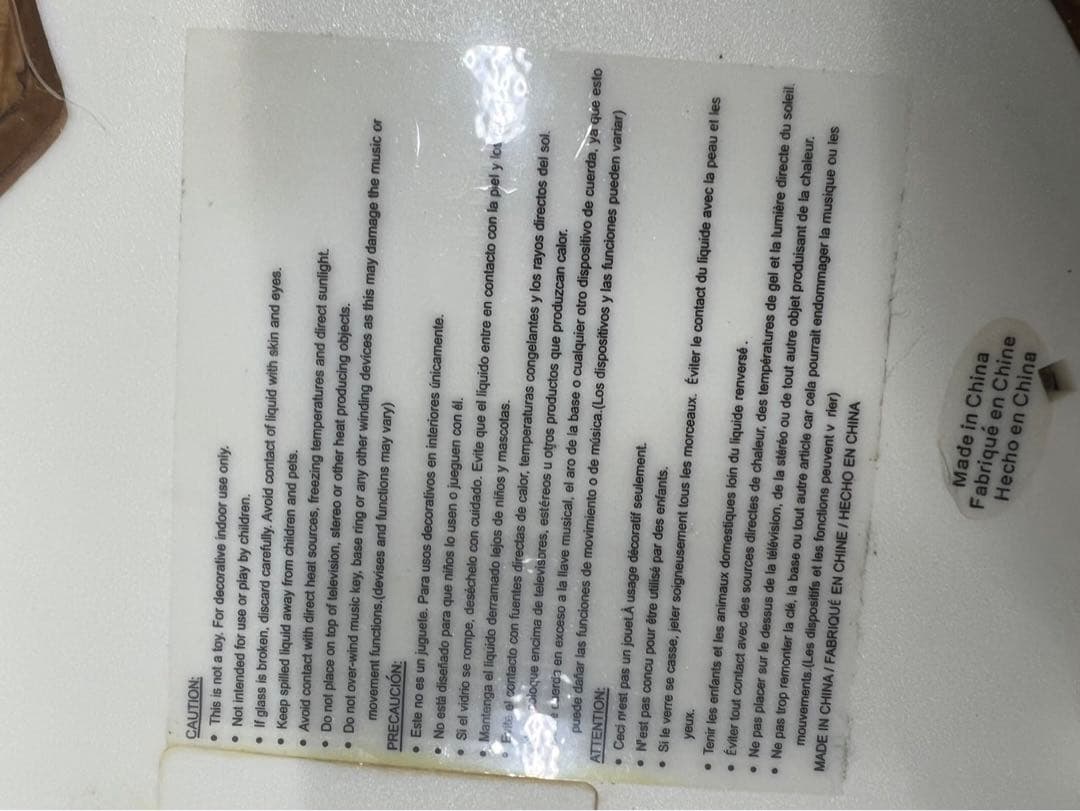 CAUTION:
• This is not a toy. For decorative indoor use only.
• Not intended for use or play by children.
• If glass is broken, discard carefully. Avoid contact of liquid with skin and eyes.
• Keep spilled liquid away from children and pets.
• Avoid contact with direct heat sources, freezing temperatures and direct sunlight.
• Do not place on top of television, stereo or other heat producing objects.
• Do not over-wind music key, base ring or any other winding devices as this may damage the music or
movement functions.(devises and functions may vary)
PRECAUCIÓN:
• Este no es un juguete. Para usos decorativos en interiores únicamente.
• No está diseñado para que niños lo usen o jueguen con él.
• Si el vidrio se rompe, deséchelo con cuidado. Evite que el liquido entre en contacto con la piel y los
• Mantenga el liquido derramado lejos de niños y mascotas.
• Evite el contacto con fuentes directas de calor, temperaturas congelantes y los rayos directos del sol.
encima de televisores, estéreos u otros productos que produzcan calor.
en exceso a la llave musical, el aro de la base o cualquier otro dispositivo de cuerda, ya que esto
puede dañar las funciones de movimiento o de música.(Los dispositivos y las funciones pueden variar)
ATTENTION:
• Ceci n'est pas un jouet.À usage décoratif seulement.
• N'est pas concu pour être utilisé par des enfants.
• Si le verre se casse, jeter soigneusement tous les morceaux. Éviter le contact du liquide avec la peau et les
yeux.
• Tenir les enfants et les animaux domestiques loin du liquide renversé.
• Éviter tout contact avec des sources directes de chaleur, des températures de gel et la lumière directe du soleil.
• Ne pas placer sur le dessus de la télévision, de la stéréo ou de tout autre objet produisant de la chaleur.
• Ne pas trop remonter la clé, la base ou tout autre article car cela pourrait endommager la musique ou les
mouvements.(Les dispositifs et les fonctions peuvent v rier)
MADE IN CHINA / FABRIQUÉ EN CHINE / HECHO EN CHINA
Made in China
Fabriqué en Chine
Hecho en China